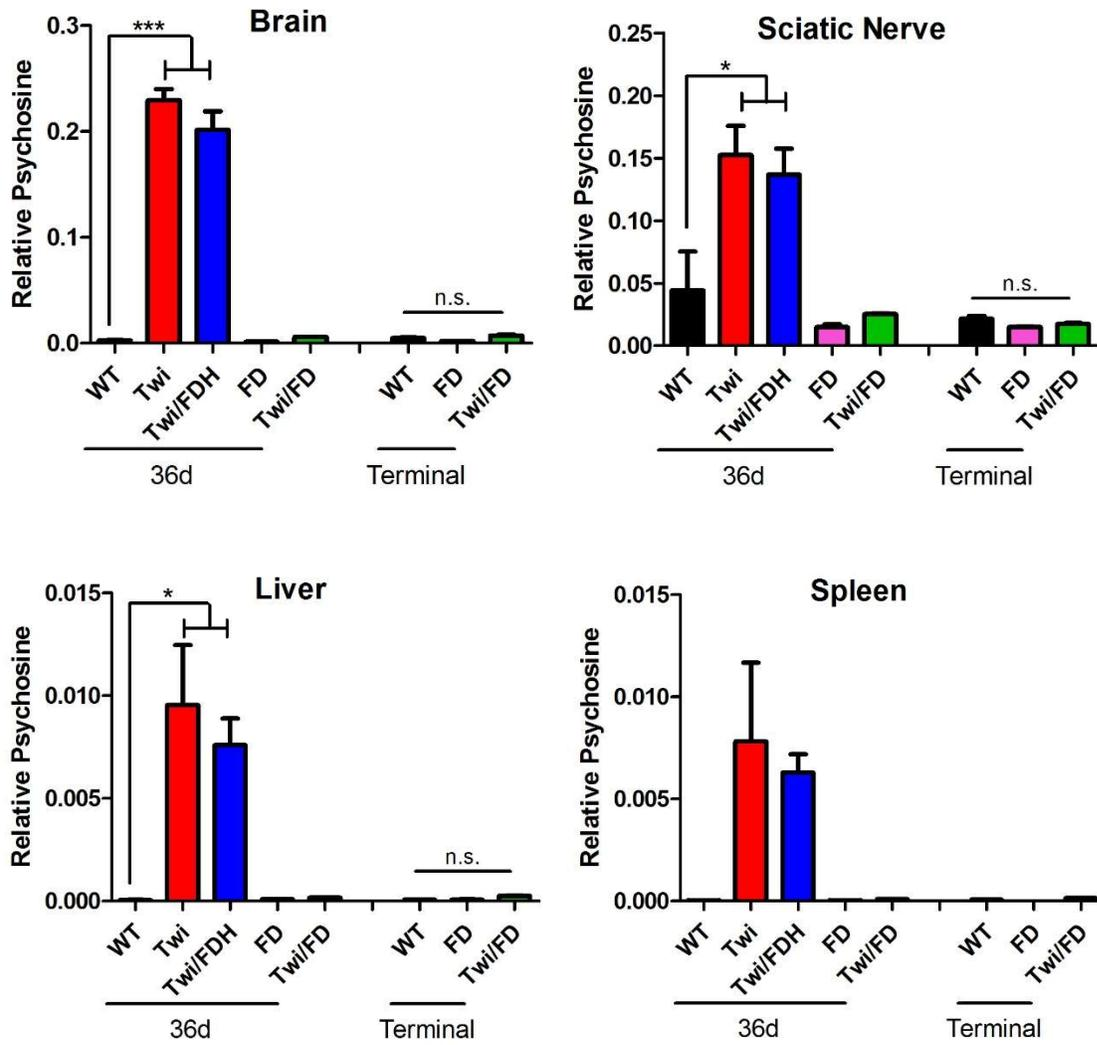 Brain
***
Relative Psychosine
0.3
0.2
0.1
0.0
n.s.
WT
Twi
Twi/FDH
FD
Twi/FD
WT
FD
Twi/FD
36d
Terminal
Sciatic Nerve
*
Relative Psychosine
0.25
0.20
0.15
0.10
0.05
0.00
n.s.
WT
Twi
Twi/FDH
FD
Twi/FD
WT
FD
Twi/FD
36d
Terminal
Liver
*
Relative Psychosine
0.015
0.010
0.005
0.000
n.s.
WT
Twi
Twi/FDH
FD
Twi/FD
WT
FD
Twi/FD
36d
Terminal
Spleen
Relative Psychosine
0.015
0.010
0.005
0.000
WT
Twi
Twi/FDH
FD
Twi/FD
WT
FD
Twi/FD
36d
Terminal